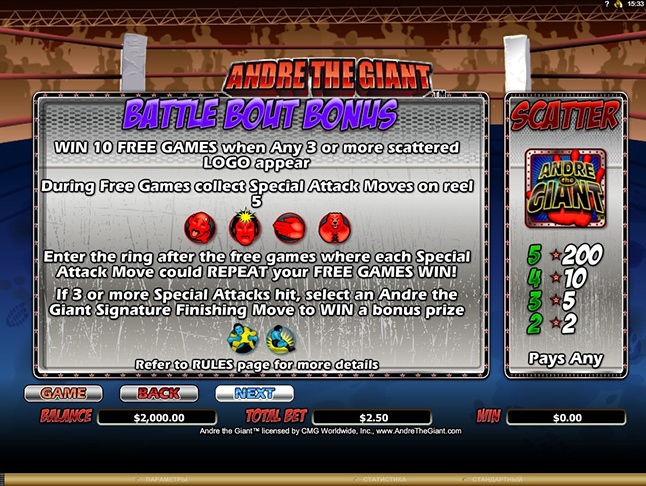 ? 15:33
ANDRE THE GIANT™
BATTLE BOUT BONUS
WIN 10 FREE GAMES when Any 3 or more scattered
LOGO appear
During Free Games collect Special Attack Moves on reel
5
Enter the ring after the free games where each Special
Attack Move could REPEAT your FREE GAMES WIN!
If 3 or more Special Attacks hit, select an Andre the
Giant Signature Finishing Move to WIN a bonus prize
Refer to RULES page for more details
SCATTER
ANDRE
the
GIANT
5 ★ 200
4 ★ 10
3 ★ 5
2 ★ 2
Pays Any
GAME BACK NEXT
BALANCE $2,000.00 TOTAL BET $2.50 WIN $0.00
Andre the Giant™ licensed by CMG Worldwide, Inc., www.AndreTheGiant.com
ПАРАМЕТРЫ СТАТИСТИКА СТАНДАРТНЫЙ